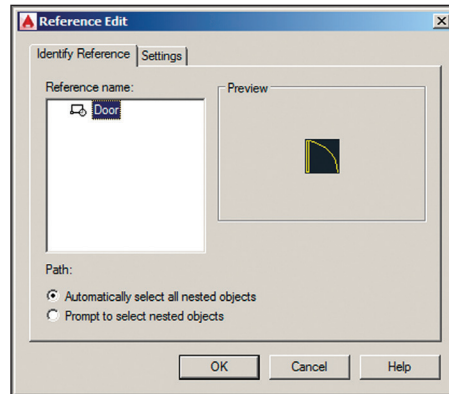 Reference Edit
Identify Reference
Settings
Reference name:
Door
Preview
Path:
Automatically select all nested objects
Prompt to select nested objects
OK
Cancel
Help